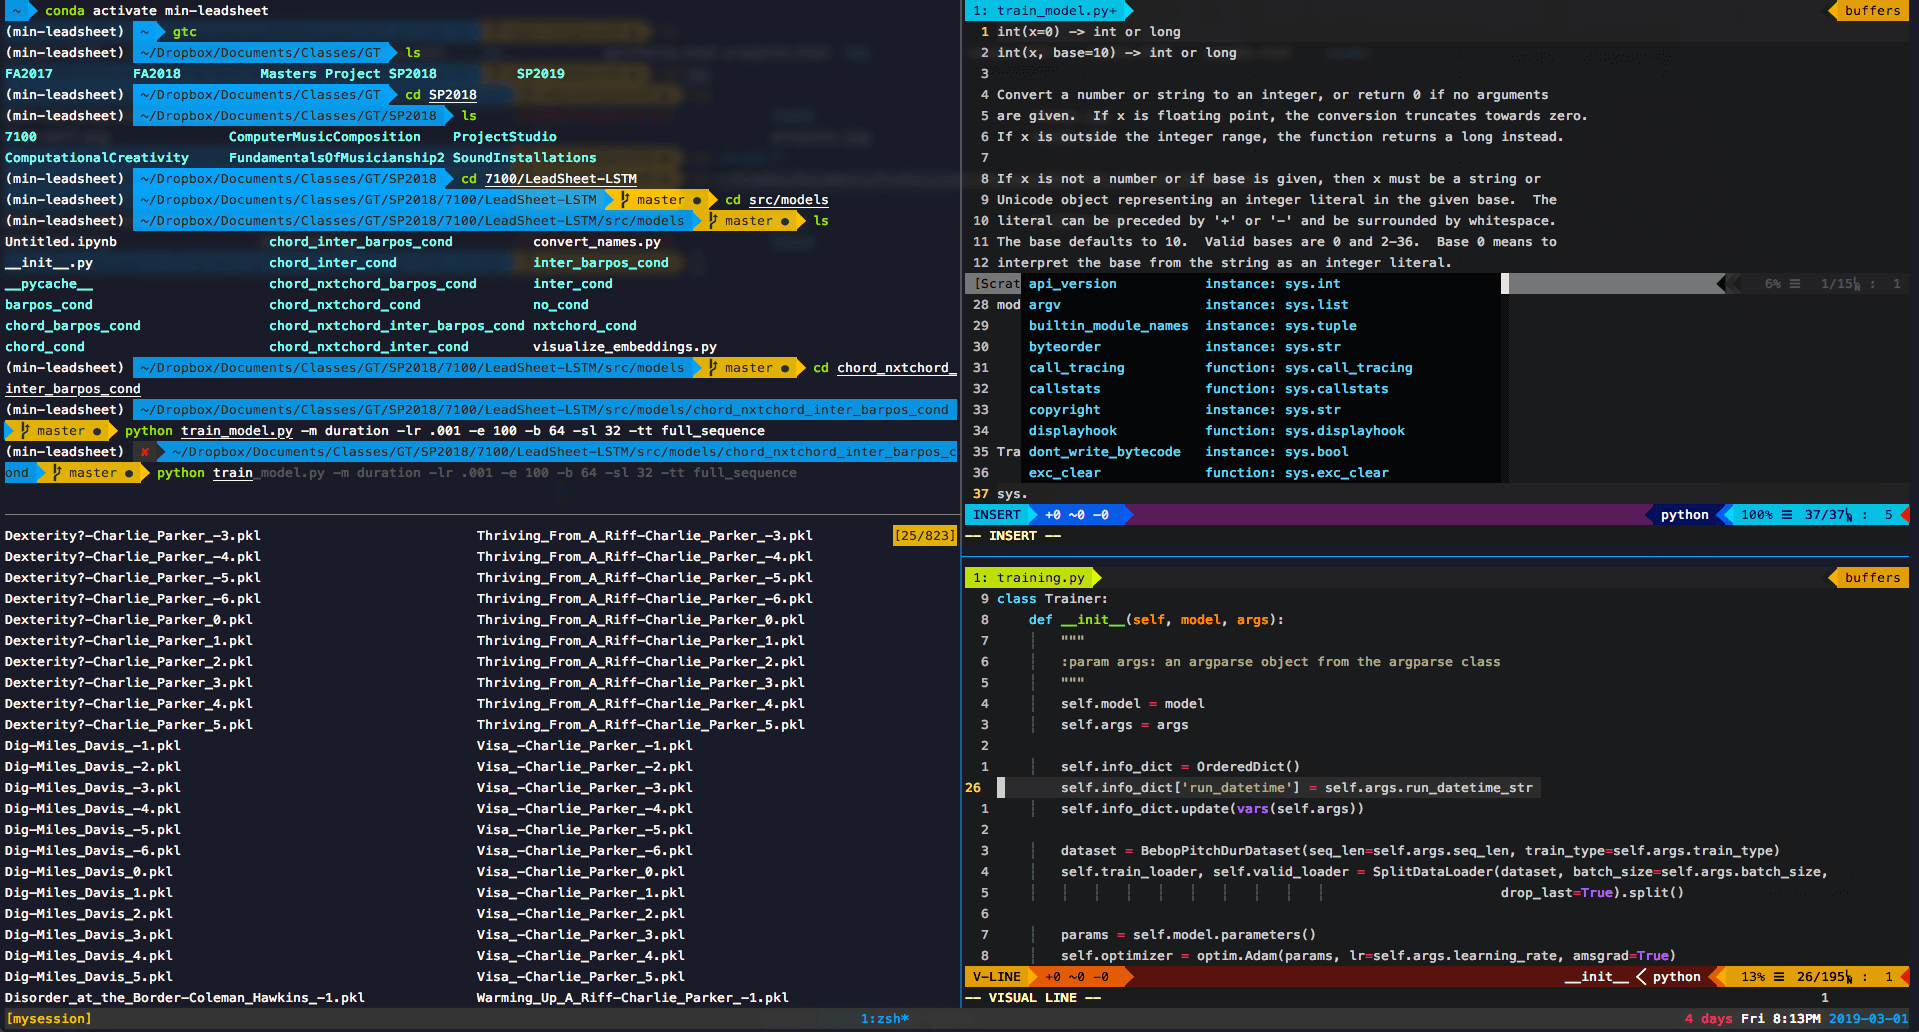 ~ conda activate min-leadsheet
(min-leadsheet) ~ gtc
(min-leadsheet) ~/Dropbox/Documents/Classes/GT ls
FA2017 FA2018 Masters Project SP2018 SP2019
(min-leadsheet) ~/Dropbox/Documents/Classes/GT cd SP2018
(min-leadsheet) ~/Dropbox/Documents/Classes/GT/SP2018 ls
7100 ComputerMusicComposition ProjectStudio
ComputationalCreativity FundamentalsOfMusicianship2 SoundInstallations
(min-leadsheet) ~/Dropbox/Documents/Classes/GT/SP2018 cd 7100/LeadSheet-LSTM
(min-leadsheet) ~/Dropbox/Documents/Classes/GT/SP2018/7100/LeadSheet-LSTM master ● cd src/models
(min-leadsheet) ~/Dropbox/Documents/Classes/GT/SP2018/7100/LeadSheet-LSTM/src/models master ● ls
Untitled.ipynb chord_inter_barpos_cond convert_names.py
__init__.py chord_inter_cond inter_barpos_cond
__pycache__ chord_nxtchord_barpos_cond inter_cond
barpos_cond chord_nxtchord_cond no_cond
chord_barpos_cond chord_nxtchord_inter_barpos_cond nxtchord_cond
chord_cond chord_nxtchord_inter_cond visualize_embeddings.py
(min-leadsheet) ~/Dropbox/Documents/Classes/GT/SP2018/7100/LeadSheet-LSTM/src/models master ● cd chord_nxtchord_
inter_barpos_cond
(min-leadsheet) ~/Dropbox/Documents/Classes/GT/SP2018/7100/LeadSheet-LSTM/src/models/chord_nxtchord_inter_barpos_cond
master ● python train_model.py -m duration -lr .001 -e 100 -b 64 -sl 32 -tt full_sequence
(min-leadsheet) ✘ ~/Dropbox/Documents/Classes/GT/SP2018/7100/LeadSheet-LSTM/src/models/chord_nxtchord_inter_barpos_c
ond master ● python train_model.py -m duration -lr .001 -e 100 -b 64 -sl 32 -tt full_sequence
Dexterity?-Charlie_Parker_-3.pkl Thriving_From_A_Riff-Charlie_Parker_-3.pkl [25/823]
Dexterity?-Charlie_Parker_-4.pkl Thriving_From_A_Riff-Charlie_Parker_-4.pkl
Dexterity?-Charlie_Parker_-5.pkl Thriving_From_A_Riff-Charlie_Parker_-5.pkl
Dexterity?-Charlie_Parker_-6.pkl Thriving_From_A_Riff-Charlie_Parker_-6.pkl
Dexterity?-Charlie_Parker_0.pkl Thriving_From_A_Riff-Charlie_Parker_0.pkl
Dexterity?-Charlie_Parker_1.pkl Thriving_From_A_Riff-Charlie_Parker_1.pkl
Dexterity?-Charlie_Parker_2.pkl Thriving_From_A_Riff-Charlie_Parker_2.pkl
Dexterity?-Charlie_Parker_3.pkl Thriving_From_A_Riff-Charlie_Parker_3.pkl
Dexterity?-Charlie_Parker_4.pkl Thriving_From_A_Riff-Charlie_Parker_4.pkl
Dexterity?-Charlie_Parker_5.pkl Thriving_From_A_Riff-Charlie_Parker_5.pkl
Dig-Miles_Davis_-1.pkl Visa_-Charlie_Parker_-1.pkl
Dig-Miles_Davis_-2.pkl Visa_-Charlie_Parker_-2.pkl
Dig-Miles_Davis_-3.pkl Visa_-Charlie_Parker_-3.pkl
Dig-Miles_Davis_-4.pkl Visa_-Charlie_Parker_-4.pkl
Dig-Miles_Davis_-5.pkl Visa_-Charlie_Parker_-5.pkl
Dig-Miles_Davis_-6.pkl Visa_-Charlie_Parker_-6.pkl
Dig-Miles_Davis_0.pkl Visa_-Charlie_Parker_0.pkl
Dig-Miles_Davis_1.pkl Visa_-Charlie_Parker_1.pkl
Dig-Miles_Davis_2.pkl Visa_-Charlie_Parker_2.pkl
Dig-Miles_Davis_3.pkl Visa_-Charlie_Parker_3.pkl
Dig-Miles_Davis_4.pkl Visa_-Charlie_Parker_4.pkl
Dig-Miles_Davis_5.pkl Visa_-Charlie_Parker_5.pkl
Disorder_at_the_Border-Coleman_Hawkins_-1.pkl Warming_Up_A_Riff-Charlie_Parker_-1.pkl
1: train_model.py+ buffers
1 int(x=0) -> int or long
2 int(x, base=10) -> int or long
3
4 Convert a number or string to an integer, or return 0 if no arguments
5 are given.  If x is floating point, the conversion truncates towards zero.
6 If x is outside the integer range, the function returns a long instead.
7
8 If x is not a number or if base is given, then x must be a string or
9 Unicode object representing an integer literal in the given base.  The
10 literal can be preceded by '+' or '-' and be surrounded by whitespace.
11 The base defaults to 10.  Valid bases are 0 and 2-36.  Base 0 means to
12 interpret the base from the string as an integer literal.
[Scrat api_version instance: sys.int 6% ☰ 1/15 : 1
28 mod argv instance: sys.list
29 builtin_module_names instance: sys.tuple
30 byteorder instance: sys.str
31 call_tracing function: sys.call_tracing
32 callstats function: sys.callstats
33 copyright instance: sys.str
34 displayhook function: sys.displayhook
35 Tra dont_write_bytecode instance: sys.bool
36 exc_clear function: sys.exc_clear
37 sys.
INSERT +0 ~0 -0 python 100% ☰ 37/37 : 5
-- INSERT --
1: training.py buffers
9 class Trainer:
8 def __init__(self, model, args):
7 """
6 :param args: an argparse object from the argparse class
5 """
4 self.model = model
3 self.args = args
2
1 self.info_dict = OrderedDict()
26 self.info_dict['run_datetime'] = self.args.run_datetime_str
1 self.info_dict.update(vars(self.args))
2
3 dataset = BebopPitchDurDataset(seq_len=self.args.seq_len, train_type=self.args.train_type)
4 self.train_loader, self.valid_loader = SplitDataLoader(dataset, batch_size=self.args.batch_size,
5 drop_last=True).split()
6
7 params = self.model.parameters()
8 self.optimizer = optim.Adam(params, lr=self.args.learning_rate, amsgrad=True)
V-LINE +0 ~0 -0 __init__ python 13% ☰ 26/195 : 1
-- VISUAL LINE -- 1
[mysession] 1:zsh* 4 days Fri 8:13PM 2019-03-01